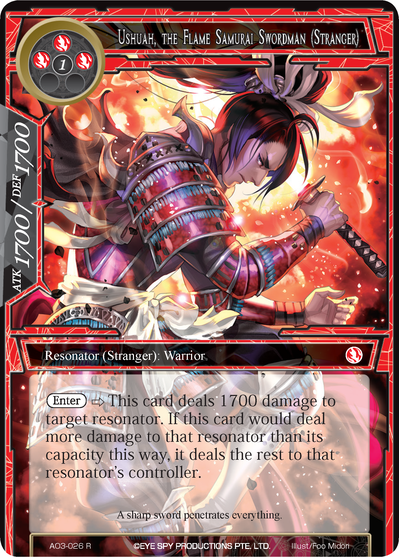 Ushuah, the Flame Samurai Swordman (Stranger)
1
ATK 1700/ DEF 1700
Resonator (Stranger): Warrior
Enter ⇨ This card deals 1700 damage to
target resonator. If this card would deal
more damage to that resonator than its
capacity this way, it deals the rest to that
resonator's controller.
A sharp sword penetrates everything.
AO3-026 R ©EYE SPY PRODUCTIONS PTE. LTD. Illust/Foo Midori